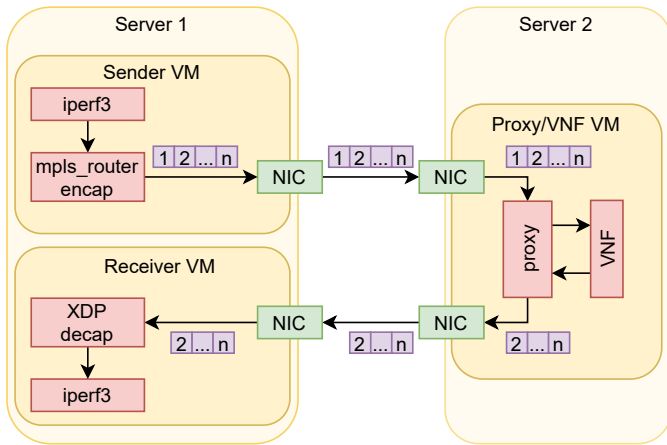 Server 1
Server 2
Sender VM
iperf3
mpls_router
encap
1 2 ... n
NIC
1 2 ... n
NIC
Proxy/VNF VM
1 2 ... n
proxy
VNF
Receiver VM
XDP
decap
iperf3
2 ... n
NIC
2 ... n
NIC
2 ... n